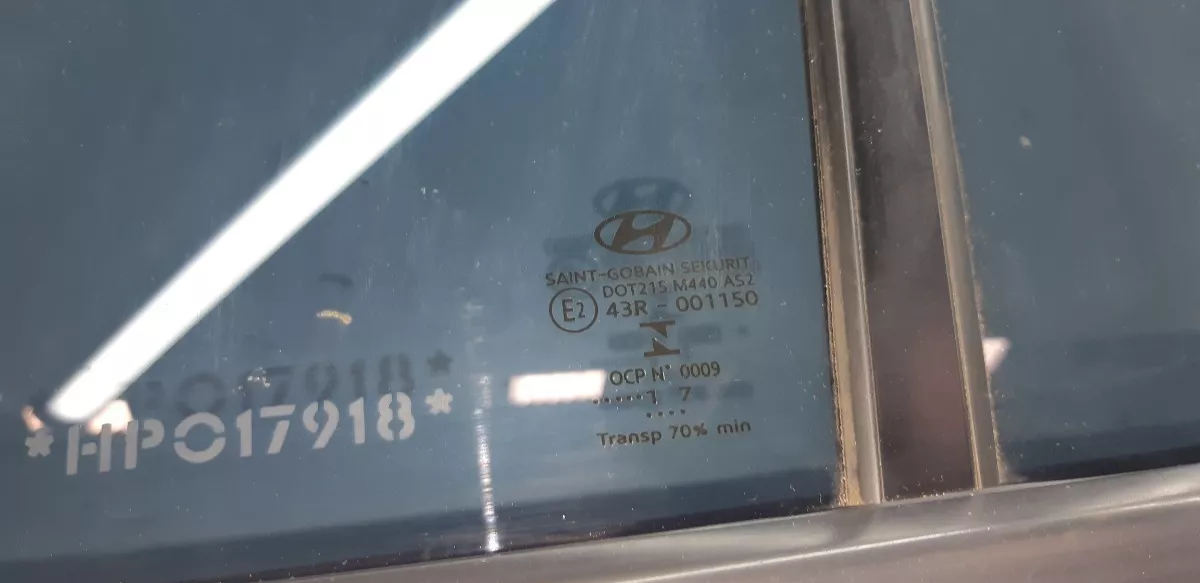 SAINT-GOBAIN SEKURIT
DOT215 M440 AS2
E2 43R - 001150
OCP N° 0009
.....1 7
....
Transp 70% min
*HP017918*